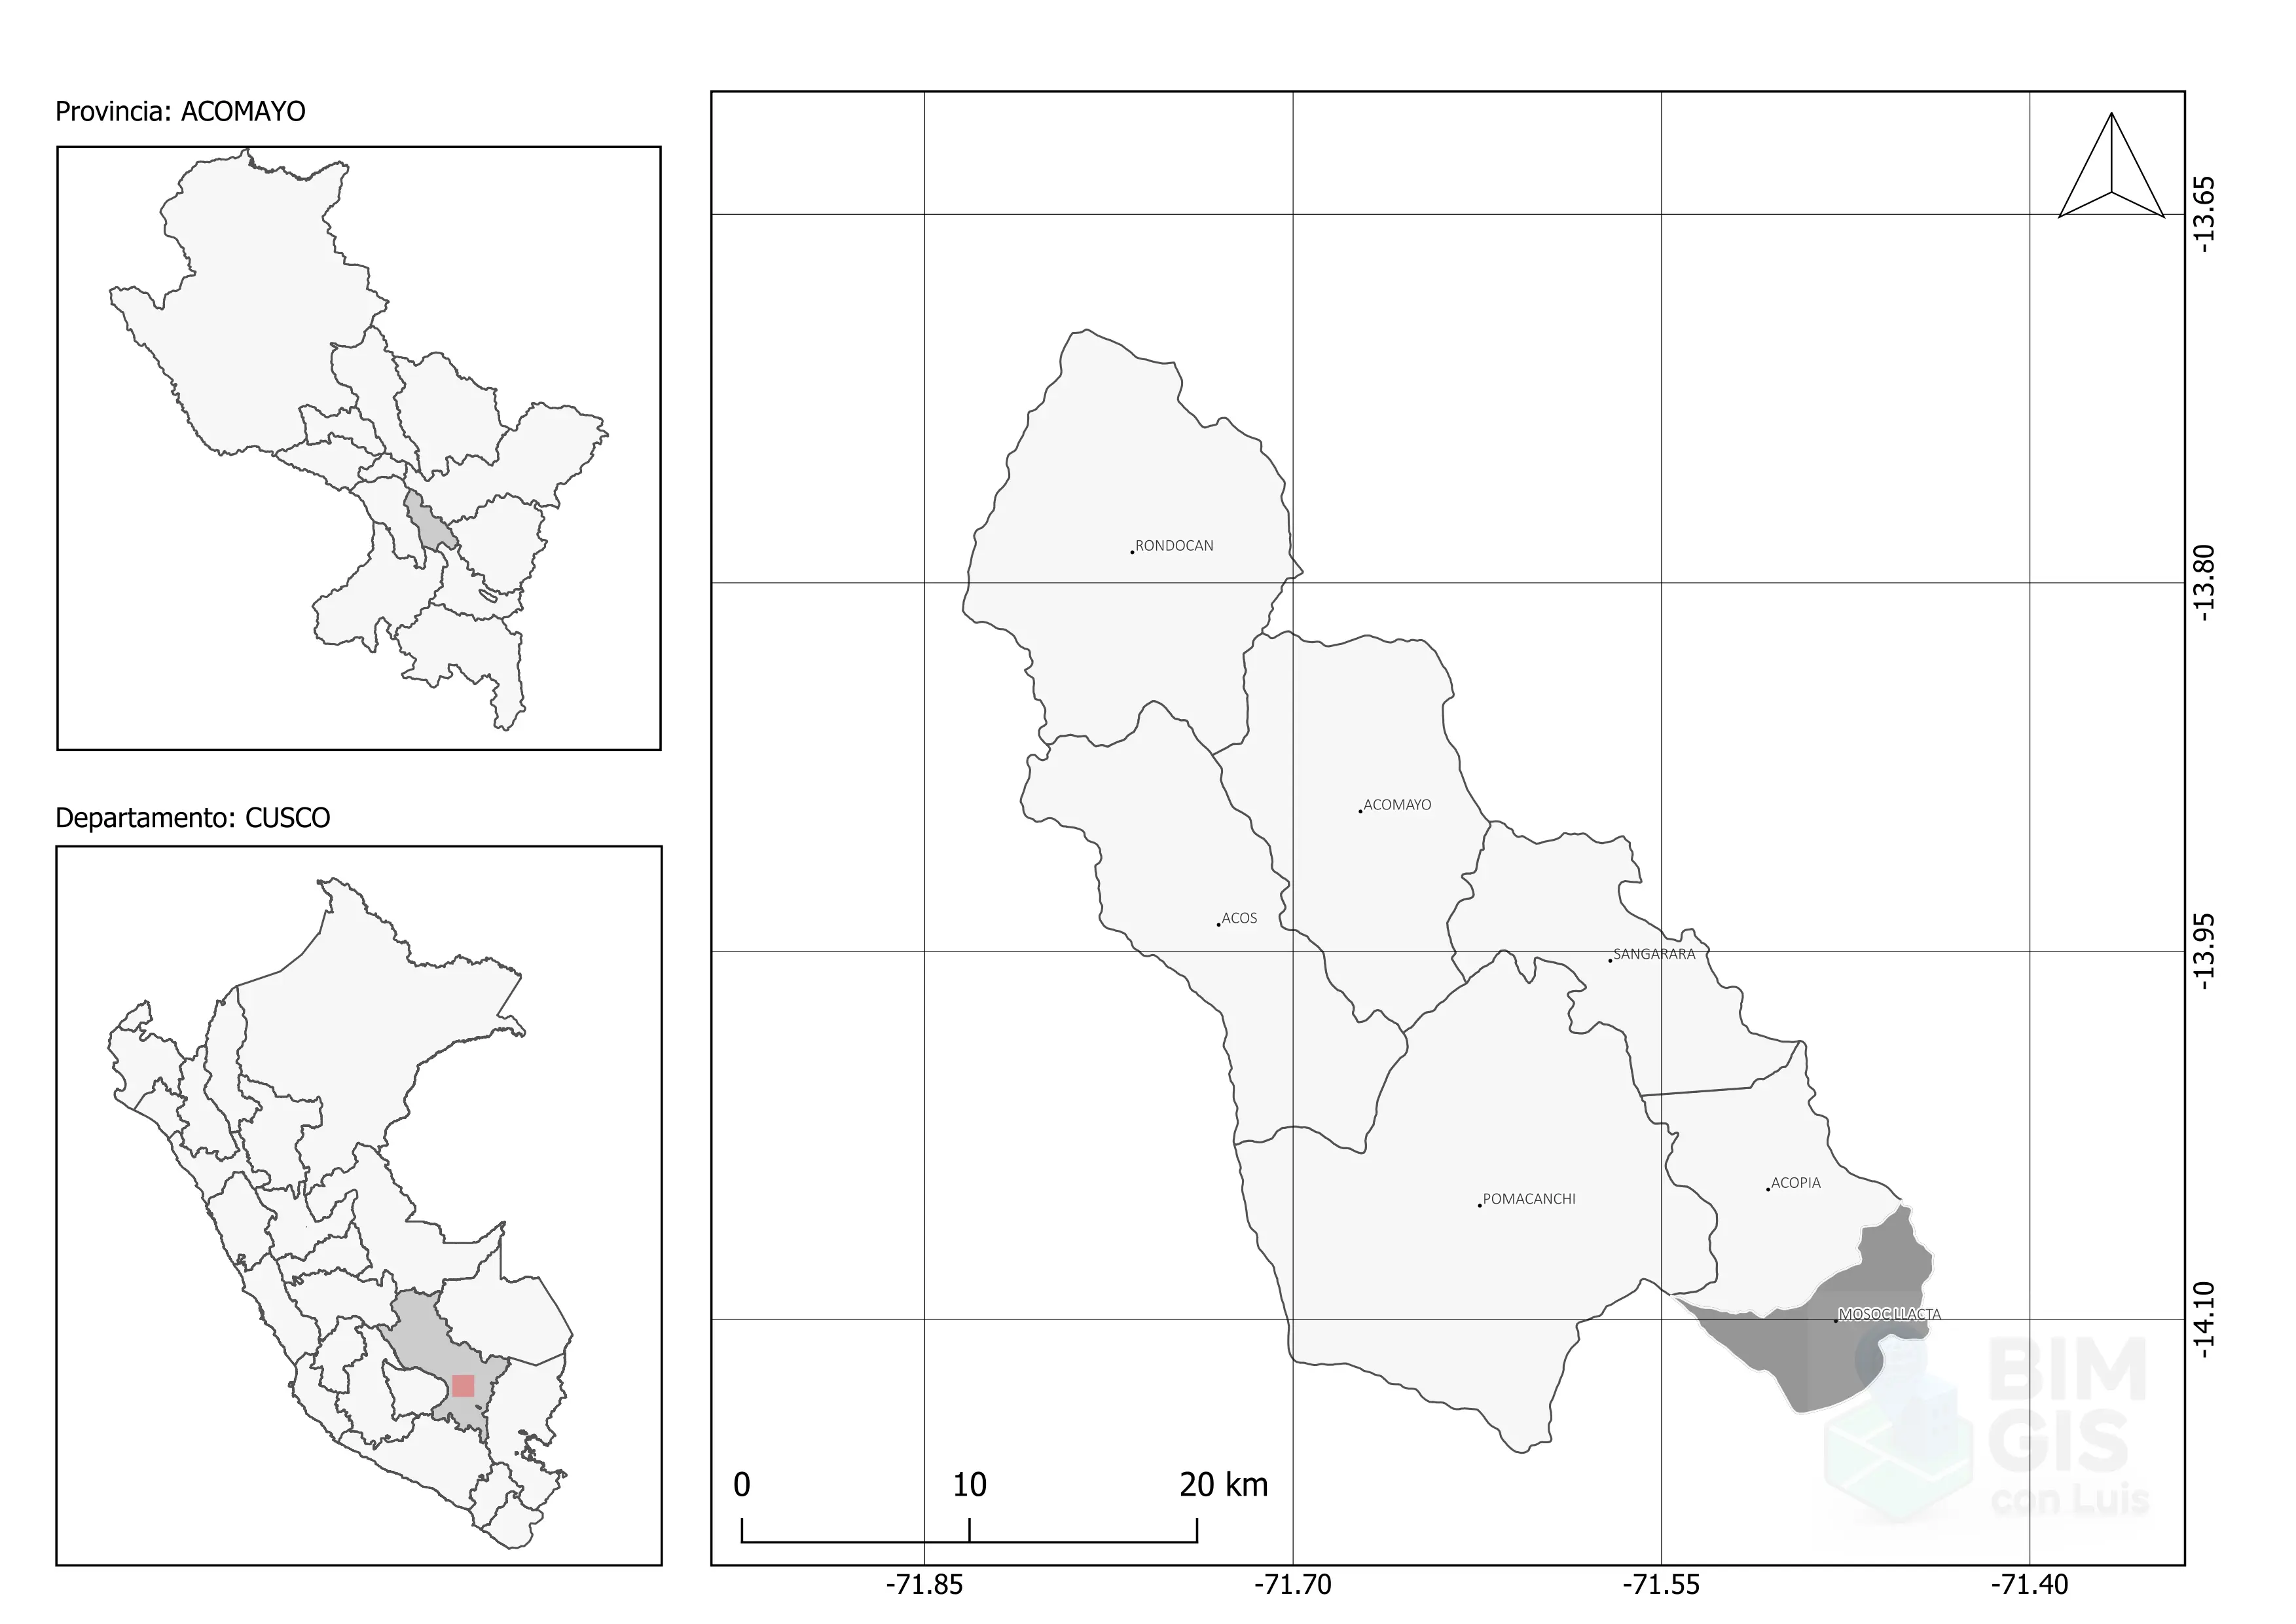 Provincia: ACOMAYO
Departamento: CUSCO
RONDOCAN
ACOMAYO
ACOS
SANGARARA
ACOPIA
POMACANCHI
MOSOC LLACTA
-13.65
-13.80
-13.95
-14.10
0 10 20 km
BIM
GIS
con Luis
-71.85 -71.70 -71.55 -71.40